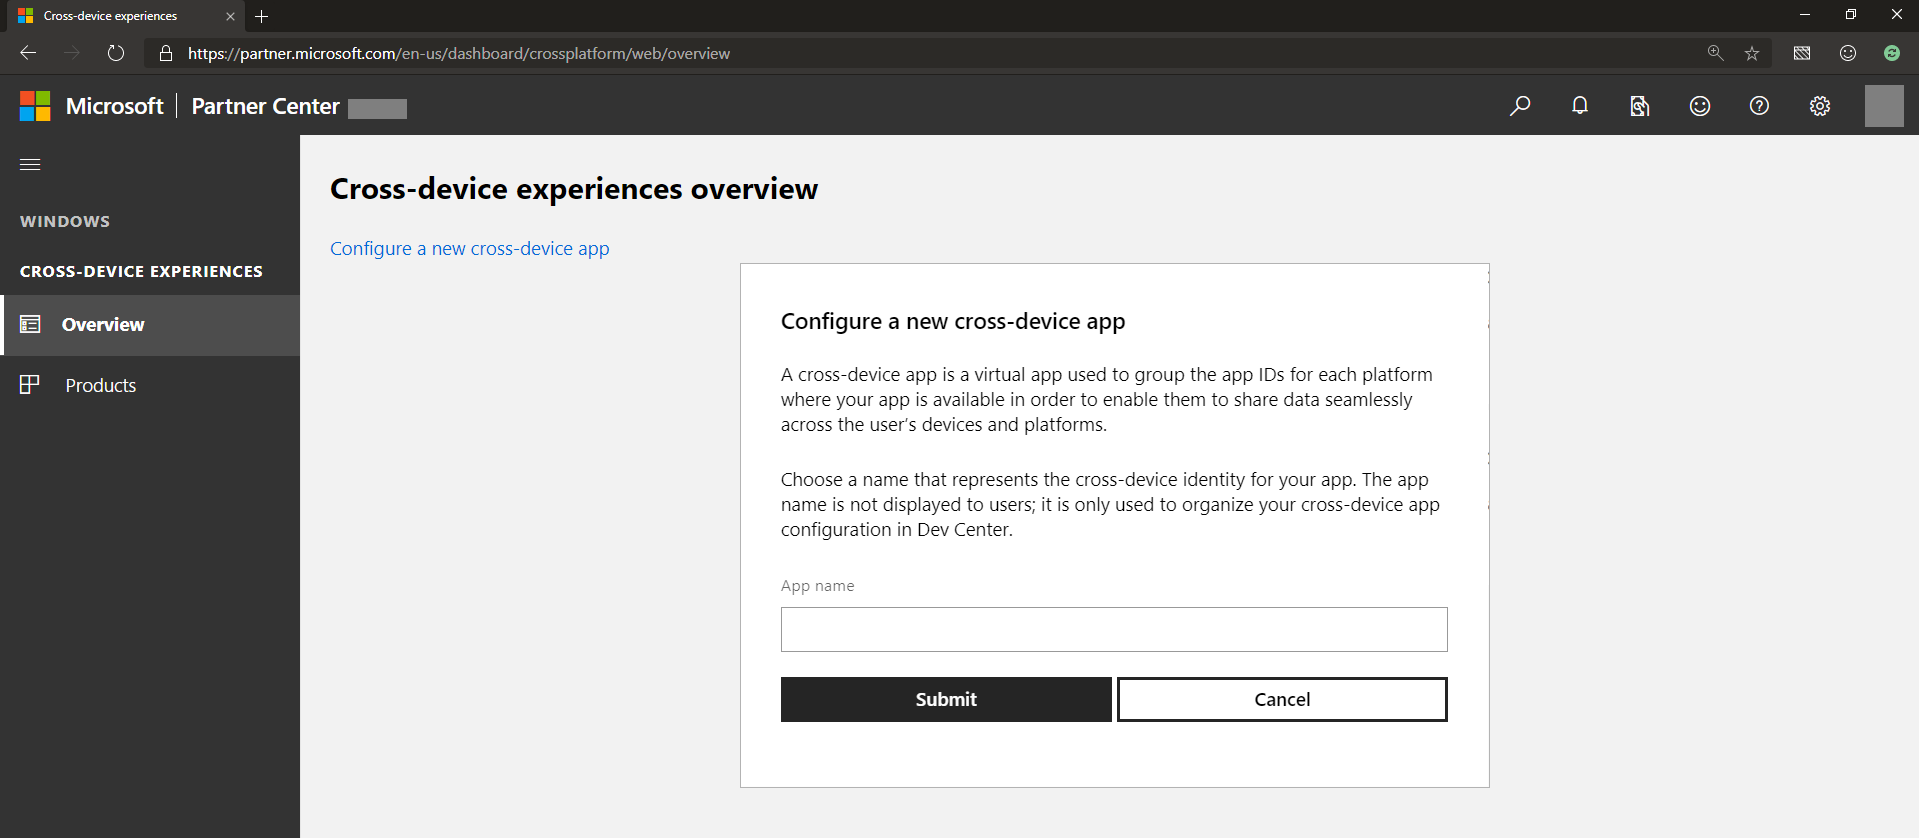 Cross-device experiences
https://partner.microsoft.com/en-us/dashboard/crossplatform/web/overview
Microsoft | Partner Center
WINDOWS
CROSS-DEVICE EXPERIENCES
Overview
Products
Cross-device experiences overview
Configure a new cross-device app
Configure a new cross-device app
A cross-device app is a virtual app used to group the app IDs for each platform
where your app is available in order to enable them to share data seamlessly
across the user’s devices and platforms.
Choose a name that represents the cross-device identity for your app. The app
name is not displayed to users; it is only used to organize your cross-device app
configuration in Dev Center.
App name
Submit
Cancel